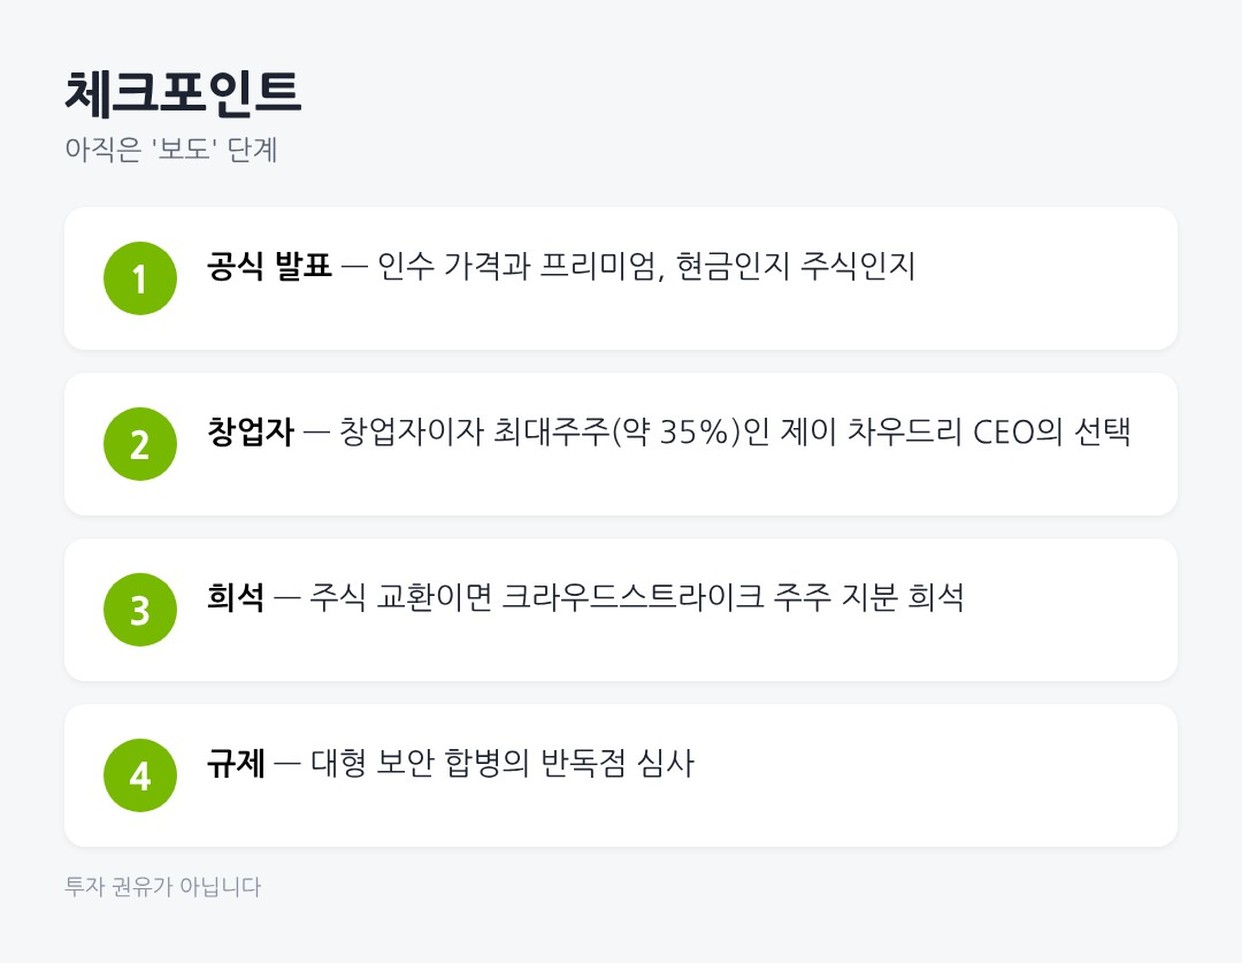 체크포인트
아직은 '보도' 단계
1
공식 발표 — 인수 가격과 프리미엄, 현금인지 주식인지
2
창업자 — 창업자이자 최대주주(약 35%)인 제이 차우드리 CEO의 선택
3
희석 — 주식 교환이면 크라우드스트라이크 주주 지분 희석
4
규제 — 대형 보안 합병의 반독점 심사
투자 권유가 아닙니다